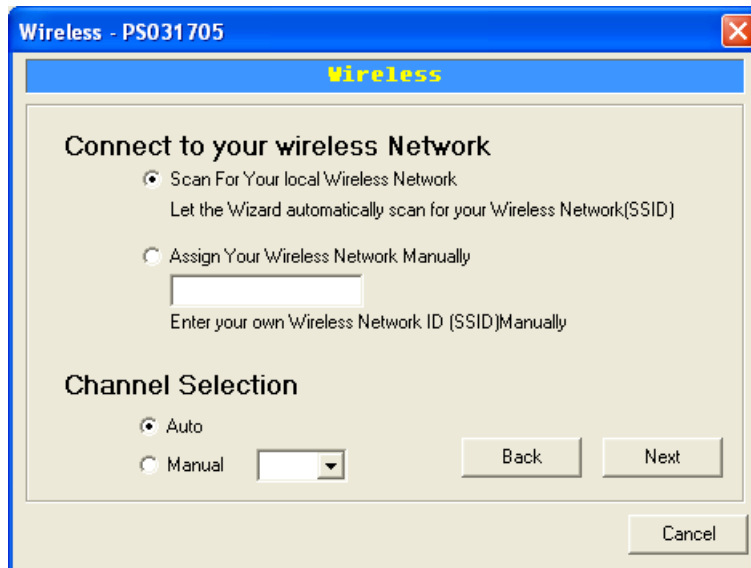 Wireless - PS031705
Wireless
Connect to your wireless Network
Scan For Your local Wireless Network
Let the Wizard automatically scan for your Wireless Network(SSID)
Assign Your Wireless Network Manually
Enter your own Wireless Network ID (SSID)Manually
Channel Selection
Auto
Manual
Back
Next
Cancel